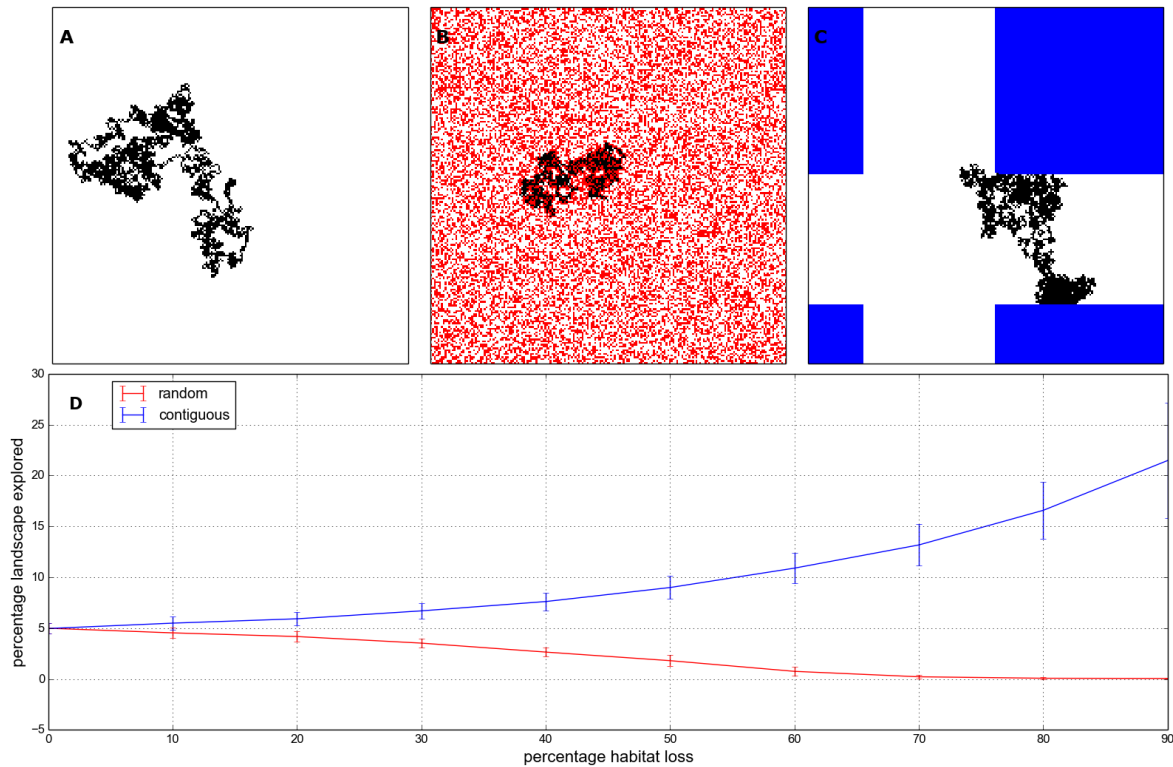 A B C
30
25
20
15
10
5
0
−5
percentage landscape explored
D
random
contiguous
0 10 20 30 40 50 60 70 80 90
percentage habitat loss